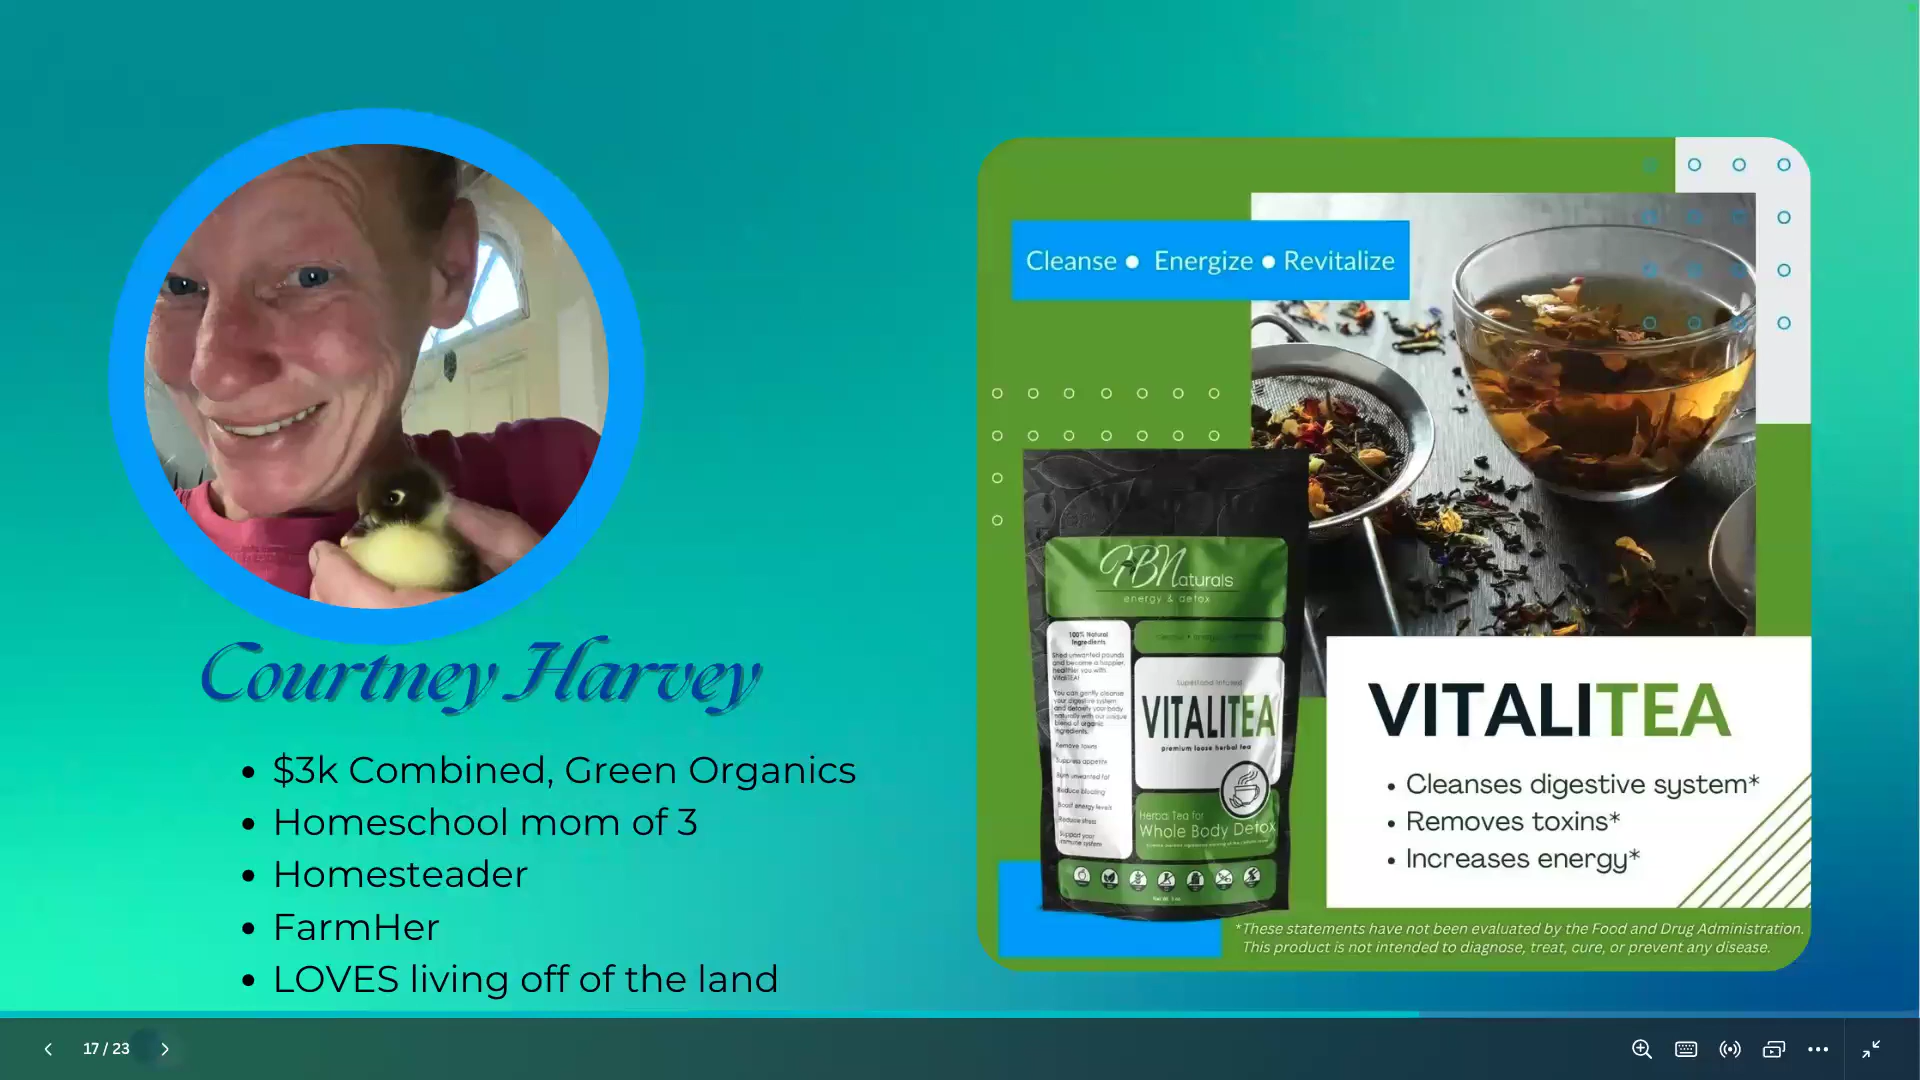 Cleanse ● Energize ● Revitalize
HBNaturals
energy & detox
100% Natural
Ingredients
Shed unwanted pounds
and become a happier,
healthier you with
VitaliTEA!
You can gently cleanse
your digestive system
and detoxify your body
naturally with our unique
blend of organic
ingredients.
Remove toxins
Suppress appetite
Burn unwanted fat
Reduce bloating
Boost energy levels
Reduce stress
Support your
immune system
Superfood Infused
VITALITEA
premium loose herbal tea
Herbal Tea for
Whole Body Detox
VITALITEA
• Cleanses digestive system*
• Removes toxins*
• Increases energy*
*These statements have not been evaluated by the Food and Drug Administration.
This product is not intended to diagnose, treat, cure, or prevent any disease.
Courtney Harvey
• $3k Combined, Green Organics
• Homeschool mom of 3
• Homesteader
• FarmHer
• LOVES living off of the land
17 / 23